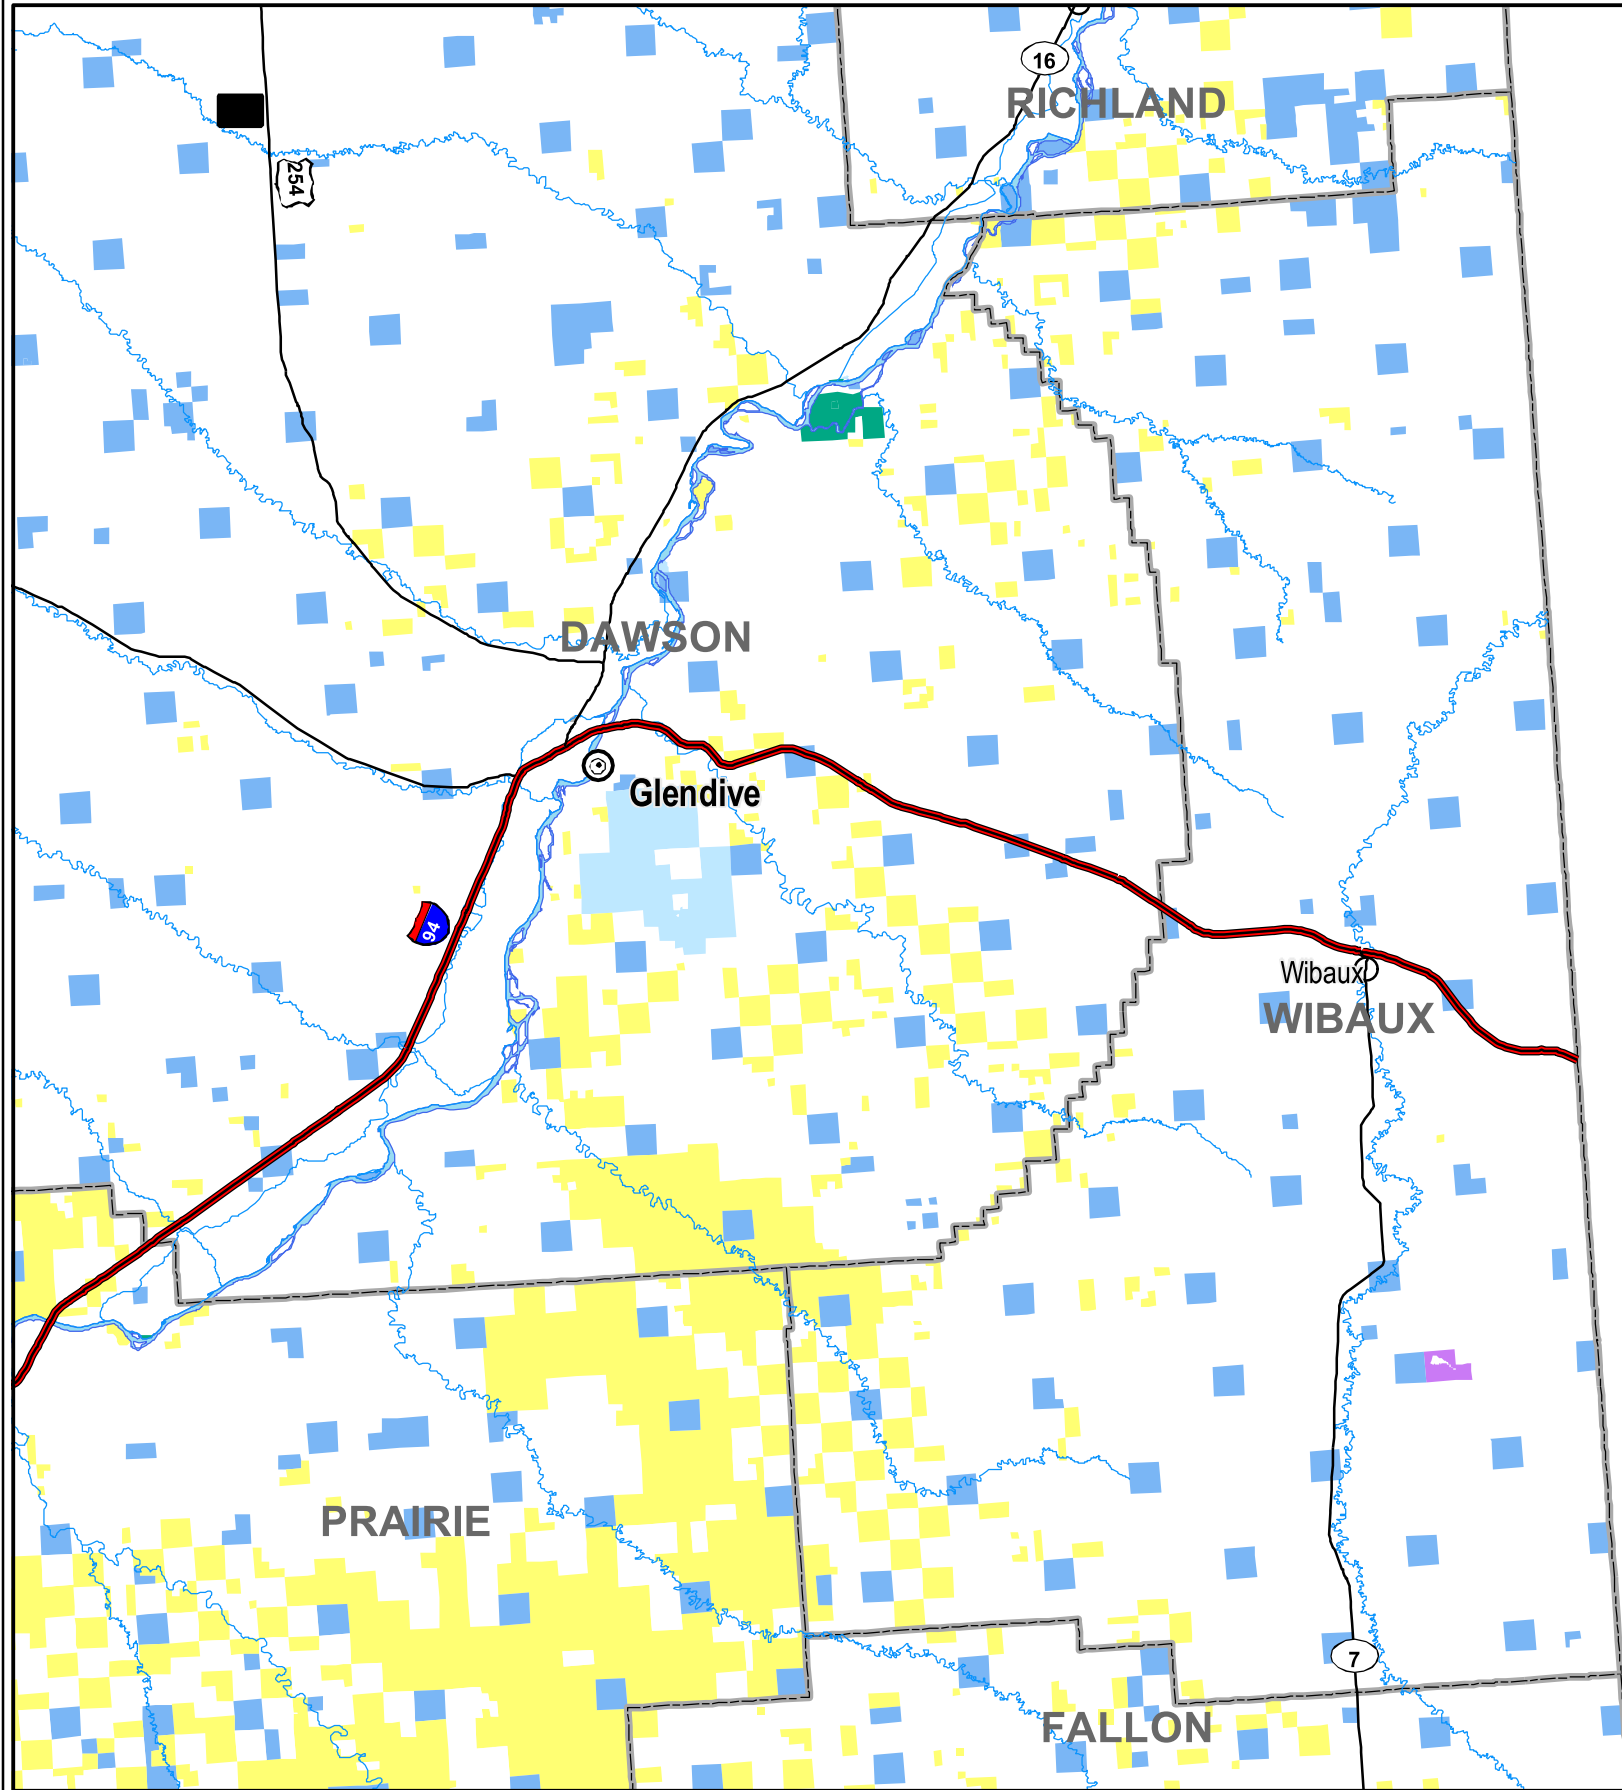 16
RICHLAND
254
DAWSON
Glendive
94
Wibaux
WIBAUX
PRAIRIE
7
FALLON